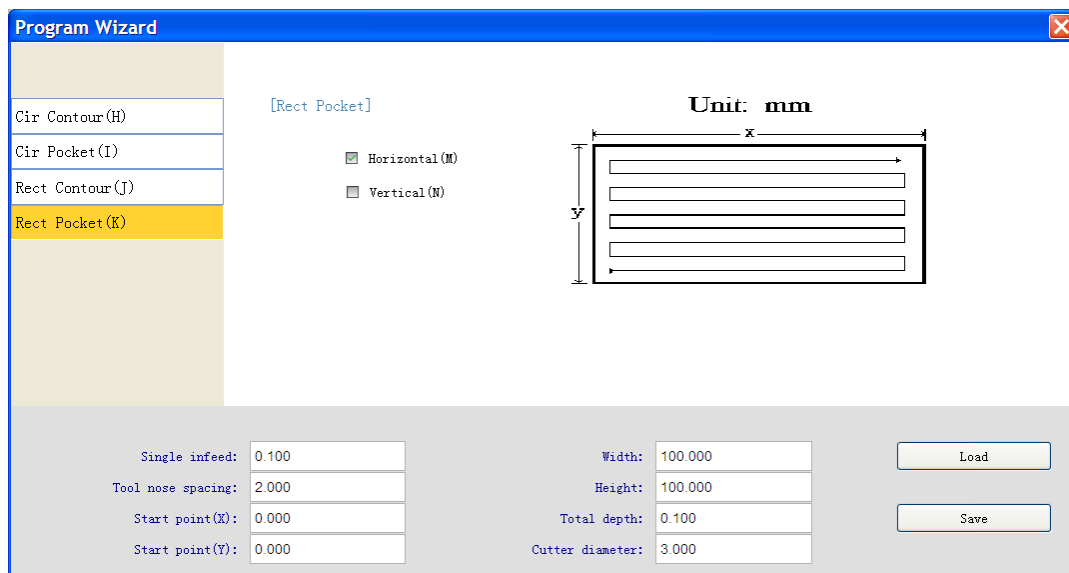 Program Wizard
Cir Contour(H)
Cir Pocket(I)
Rect Contour(J)
Rect Pocket(K)
[Rect Pocket]
Horizontal(M)
Vertical(N)
Unit: mm
x
y
Single infeed: 0.100
Tool nose spacing: 2.000
Start point(X): 0.000
Start point(Y): 0.000
Width: 100.000
Height: 100.000
Total depth: 0.100
Cutter diameter: 3.000
Load
Save